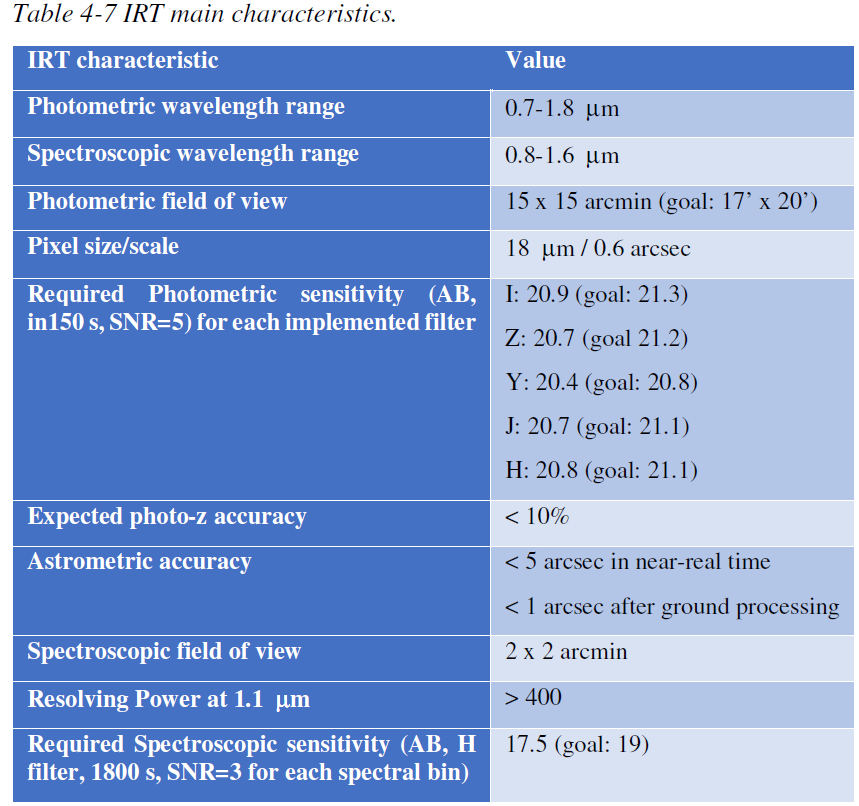 Table 4-7 IRT main characteristics.
IRT characteristic Value
Photometric wavelength range 0.7-1.8 μm
Spectroscopic wavelength range 0.8-1.6 μm
Photometric field of view 15 x 15 arcmin (goal: 17’ x 20’)
Pixel size/scale 18 μm / 0.6 arcsec
Required Photometric sensitivity (AB, in150 s, SNR=5) for each implemented filter
I: 20.9 (goal: 21.3)
Z: 20.7 (goal 21.2)
Y: 20.4 (goal: 20.8)
J: 20.7 (goal: 21.1)
H: 20.8 (goal: 21.1)
Expected photo-z accuracy < 10%
Astrometric accuracy < 5 arcsec in near-real time
< 1 arcsec after ground processing
Spectroscopic field of view 2 x 2 arcmin
Resolving Power at 1.1 μm > 400
Required Spectroscopic sensitivity (AB, H filter, 1800 s, SNR=3 for each spectral bin) 17.5 (goal: 19)